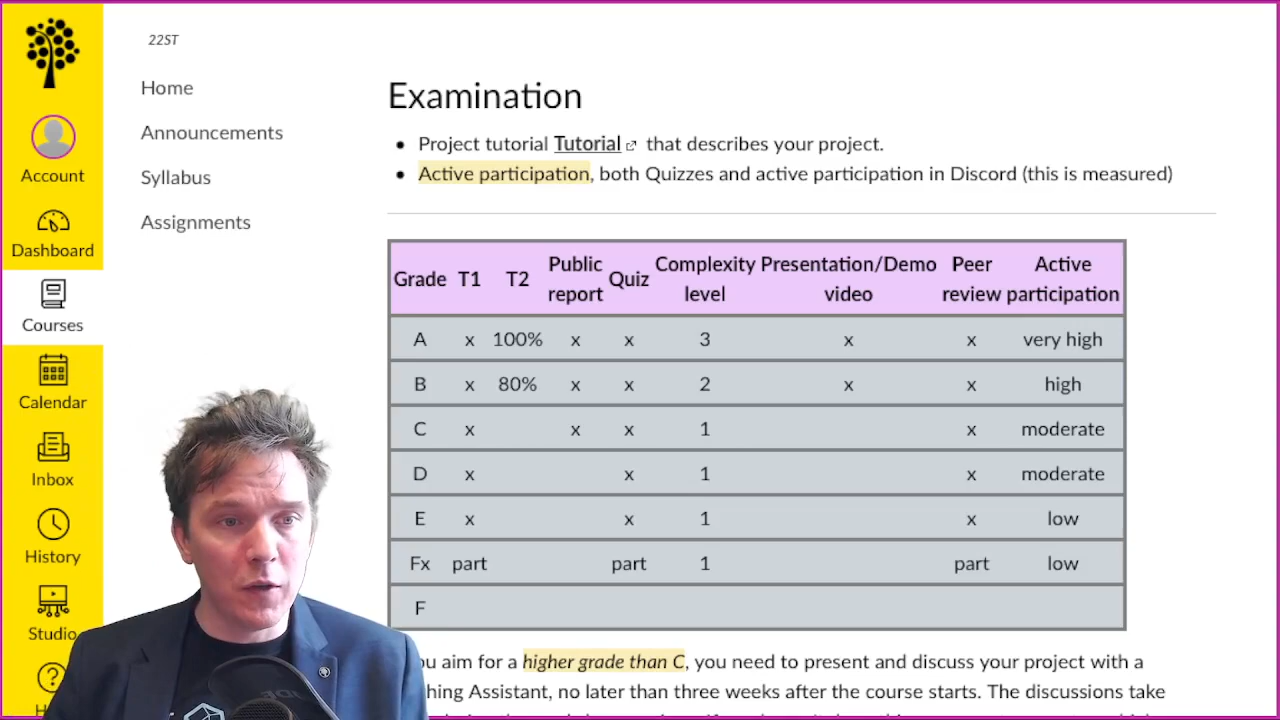 22ST
Home
Announcements
Syllabus
Assignments
Account
Dashboard
Courses
Calendar
Inbox
History
Studio
Examination
Project tutorial Tutorial that describes your project.
Active participation, both Quizzes and active participation in Discord (this is measured)
Grade T1 T2 Public report Quiz Complexity level Presentation/Demo video Peer review Active participation
A x 100% x x 3 x x very high
B x 80% x x 2 x x high
C x x x 1 x moderate
D x x 1 x moderate
E x x 1 x low
Fx part part 1 part low
F
aim for a higher grade than C, you need to present and discuss your project with a
Assistant, no later than three weeks after the course starts. The discussions take